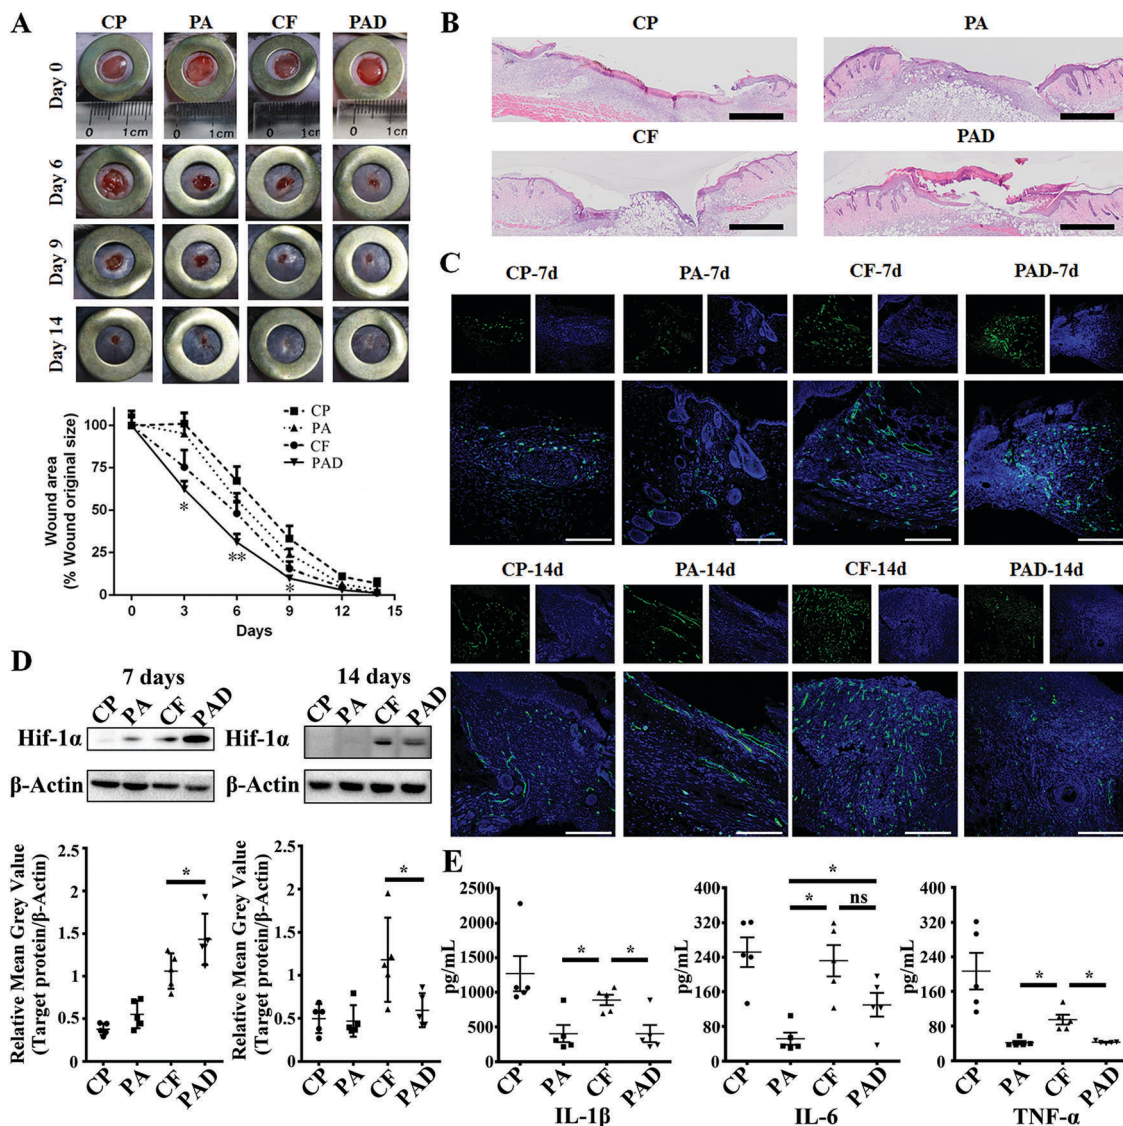 A
CP PA CF PAD
Day 0
0 1cm 0 1cm 0 1cm 0 1cm
Day 6
Day 9
Day 14
Wound area
(% Wound original size)
100
75
50
25
0
CP
PA
CF
PAD
*
**
*
0 3 6 9 12 15
Days
B
CP PA
CF PAD
C
CP-7d PA-7d CF-7d PAD-7d
CP-14d PA-14d CF-14d PAD-14d
D
7 days 14 days
CP PA CF PAD CP PA CF PAD
Hif-1α Hif-1α
β-Actin β-Actin
Relative Mean Grey Value
(Target protein/β-Actin)
2.5
2
1.5
1
0.5
0
*
CP PA CF PAD
Relative Mean Grey Value
(Target protein/β-Actin)
2.5
2
1.5
1
0.5
0
*
CP PA CF PAD
E
pg/mL
2500
2000
1500
1000
500
0
* *
CP PA CF PAD
IL-1β
pg/mL
400
320
240
160
80
0
*
* ns
CP PA CF PAD
IL-6
pg/mL
400
320
240
160
80
0
* *
CP PA CF PAD
TNF-α